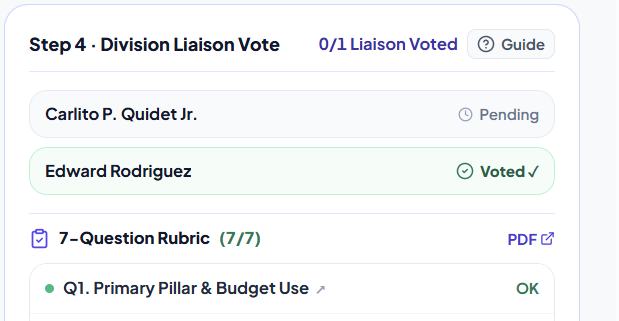 Step 4 · Division Liaison Vote 0/1 Liaison Voted Guide
Carlito P. Quidet Jr. Pending
Edward Rodriguez Voted ✓
7-Question Rubric (7/7) PDF
Q1. Primary Pillar & Budget Use ↗ OK